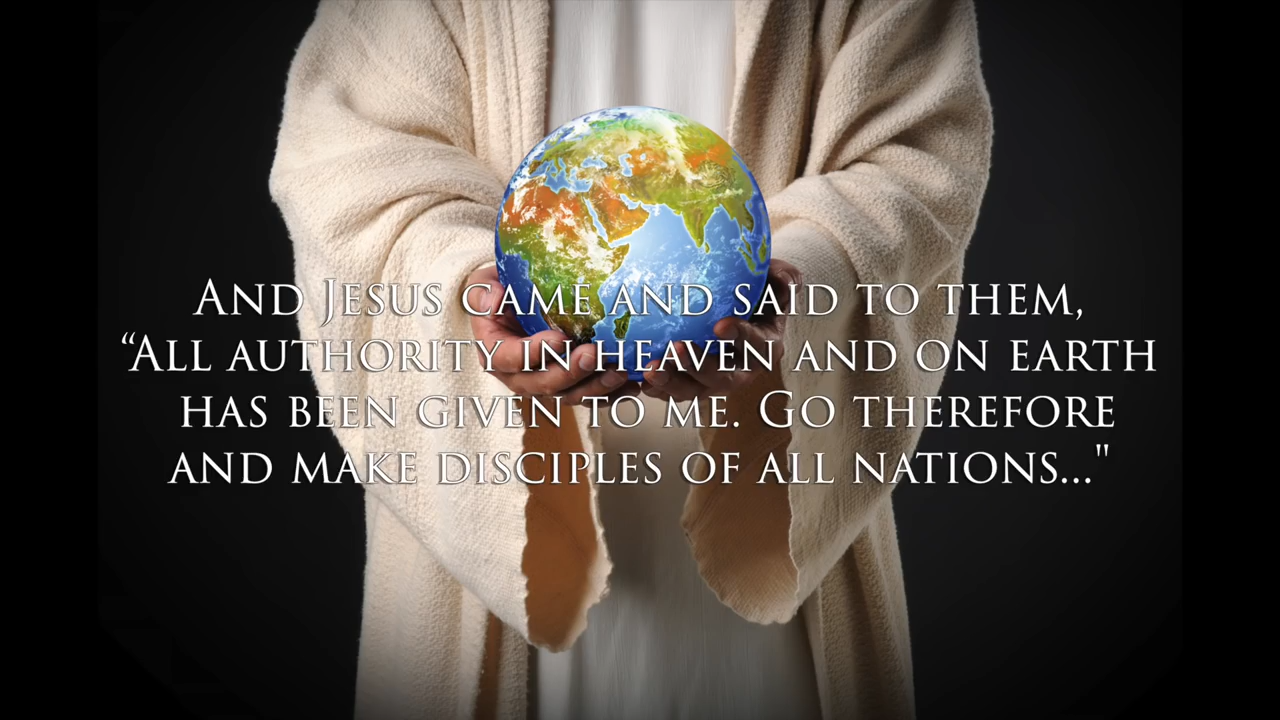 And Jesus came and said to them,
“All authority in heaven and on earth
has been given to me. Go therefore
and make disciples of all nations..."